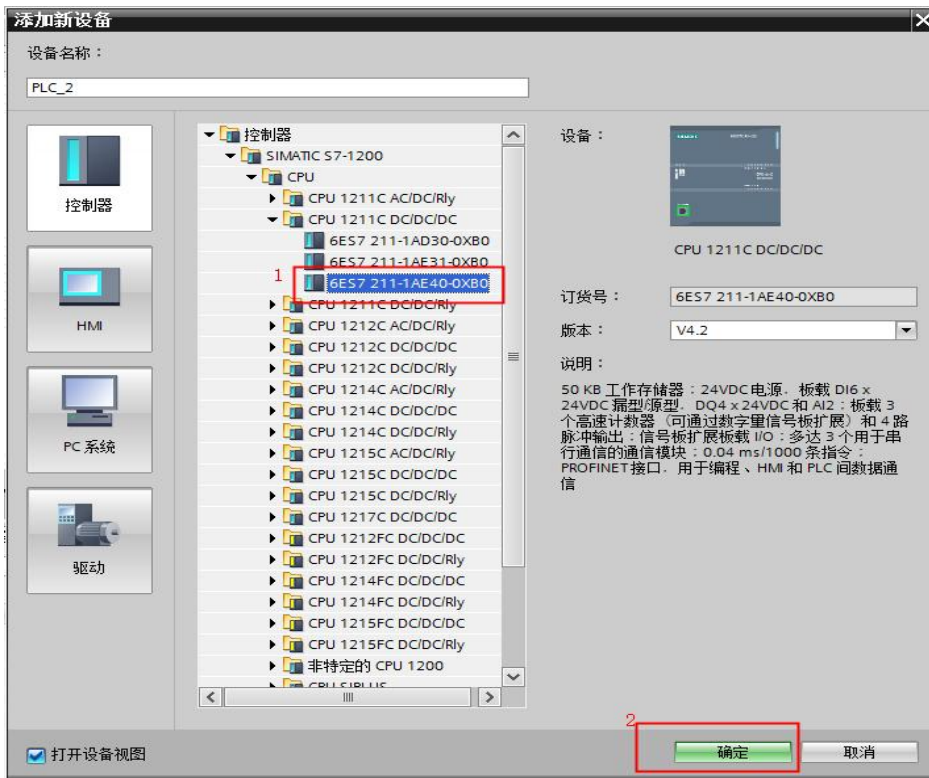 添加新设备
设备名称：
PLC_2
控制器
HMI
PC 系统
驱动
控制器
SIMATIC S7-1200
CPU
CPU 1211C AC/DC/Rly
CPU 1211C DC/DC/DC
6ES7 211-1AD30-0XB0
6ES7 211-1AE31-0XB0
1
6ES7 211-1AE40-0XB0
CPU 1211C DC/DC/Rly
CPU 1212C AC/DC/Rly
CPU 1212C DC/DC/DC
CPU 1212C DC/DC/Rly
CPU 1214C AC/DC/Rly
CPU 1214C DC/DC/DC
CPU 1214C DC/DC/Rly
CPU 1215C AC/DC/Rly
CPU 1215C DC/DC/DC
CPU 1215C DC/DC/Rly
CPU 1217C DC/DC/DC
CPU 1212FC DC/DC/DC
CPU 1212FC DC/DC/Rly
CPU 1214FC DC/DC/DC
CPU 1214FC DC/DC/Rly
CPU 1215FC DC/DC/DC
CPU 1215FC DC/DC/Rly
非特定的 CPU 1200
CPU SIPLUS
设备：
CPU 1211C DC/DC/DC
订货号：
6ES7 211-1AE40-0XB0
版本：
V4.2
说明：
50 KB 工作存储器；24VDC 电源，板载 DI6 x
24VDC 漏型/源型，DQ4 x 24VDC 和 AI2；板载 3
个高速计数器（可通过数字量信号板扩展）和 4 路
脉冲输出；信号板扩展板载 I/O；多达 3 个用于串
行通信的通信模块；0.04 ms/1000 条指令；
PROFINET 接口，用于编程、HMI 和 PLC 间数据通
信
2
打开设备视图
确定
取消